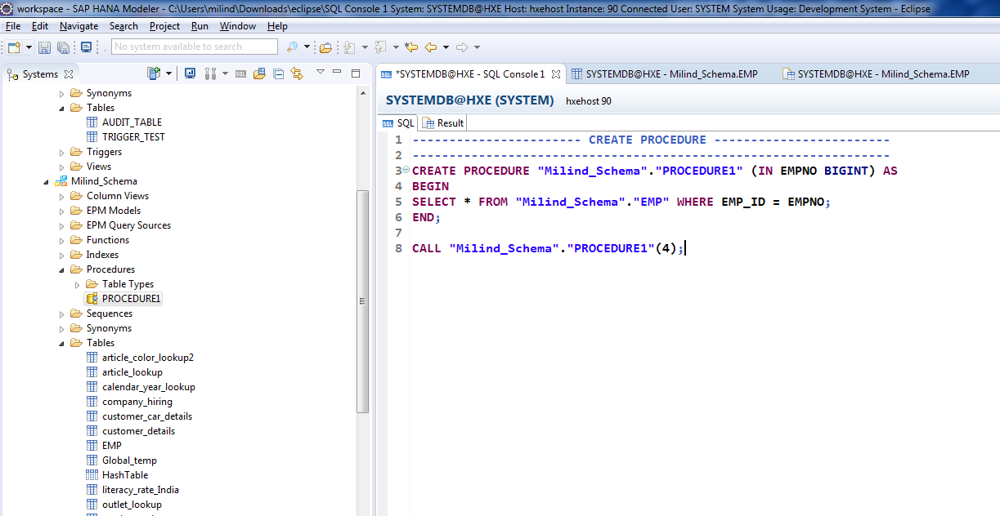 workspace - SAP HANA Modeler - C:\Users\milind\Downloads\eclipse\SQL Console 1 System: SYSTEMDB@HXE Host: hxehost Instance: 90 Connected User: SYSTEM System Usage: Development System - Eclipse
File Edit Navigate Search Project Run Window Help
No system available to search
Systems
Synonyms
Tables
AUDIT_TABLE
TRIGGER_TEST
Triggers
Views
Milind_Schema
Column Views
EPM Models
EPM Query Sources
Functions
Indexes
Procedures
Table Types
PROCEDURE1
Sequences
Synonyms
Tables
article_color_lookup2
article_lookup
calendar_year_lookup
company_hiring
customer_car_details
customer_details
EMP
Global_temp
HashTable
literacy_rate_India
outlet_lookup
*SYSTEMDB@HXE - SQL Console 1 SYSTEMDB@HXE - Milind_Schema.EMP SYSTEMDB@HXE - Milind_Schema.EMP
SYSTEMDB@HXE (SYSTEM) hxehost 90
SQL SQL Result
1 ----------------------- CREATE PROCEDURE ------------------------
2 -----------------------------------------------------------------
3 CREATE PROCEDURE "Milind_Schema"."PROCEDURE1" (IN EMPNO BIGINT) AS
4 BEGIN
5 SELECT * FROM "Milind_Schema"."EMP" WHERE EMP_ID = EMPNO;
6 END;
7
8 CALL "Milind_Schema"."PROCEDURE1"(4);